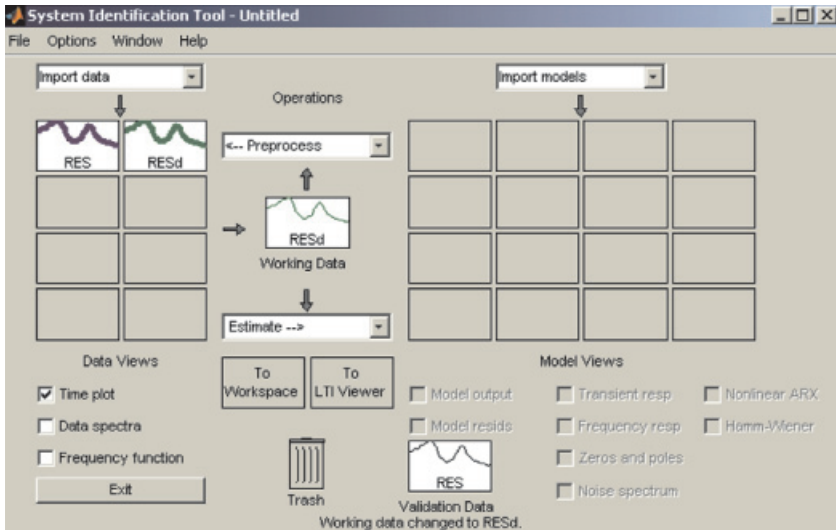 System Identification Tool - Untitled
File Options Window Help
Import data
Import models
Operations
RES
RESd
<-- Preprocess
RESd
Working Data
Estimate -->
Data Views
To Workspace
To LTI Viewer
Model Views
Time plot
Data spectra
Frequency function
Exit
Model output
Model resids
Transient resp
Frequency resp
Zeros and poles
Noise spectrum
Nonlinear ARX
Hamm-Wiener
Trash
RES
Validation Data
Working data changed to RESd.